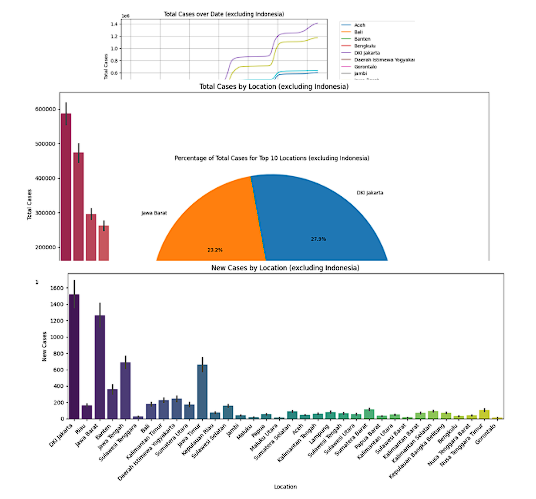 Total Cases over Date (excluding Indonesia)
1e6
1.4
1.2
1.0
0.8
0.6
Total Cases
Aceh
Bali
Banten
Bengkulu
DKI Jakarta
Daerah Istimewa Yogyakar
Gorontalo
Jambi
Total Cases by Location (excluding Indonesia)
600000
500000
400000
300000
200000
Total Cases
Percentage of Total Cases for Top 10 Locations (excluding Indonesia)
DKI Jakarta
Jawa Barat
23.2%
27.9%
New Cases by Location (excluding Indonesia)
1
1600
1400
1200
1000
800
600
400
200
0
New Cases
DKI Jakarta
Riau
Jawa Barat
Banten
Jawa Tengah
Sulawesi Tenggara
Bali
Kalimantan Timur
Daerah Istimewa Yogyakarta
Sumatera Utara
Jawa Timur
Kepulauan Riau
Sulawesi Selatan
Jambi
Maluku
Papua
Maluku Utara
Sumatera Selatan
Aceh
Kalimantan Tengah
Lampung
Sulawesi Tengah
Sulawesi Utara
Sumatera Barat
Papua Barat
Kalimantan Utara
Sulawesi Barat
Kalimantan Barat
Kalimantan Selatan
Kepulauan Bangka Belitung
Bengkulu
Nusa Tenggara Barat
Nusa Tenggara Timur
Gorontalo
Location